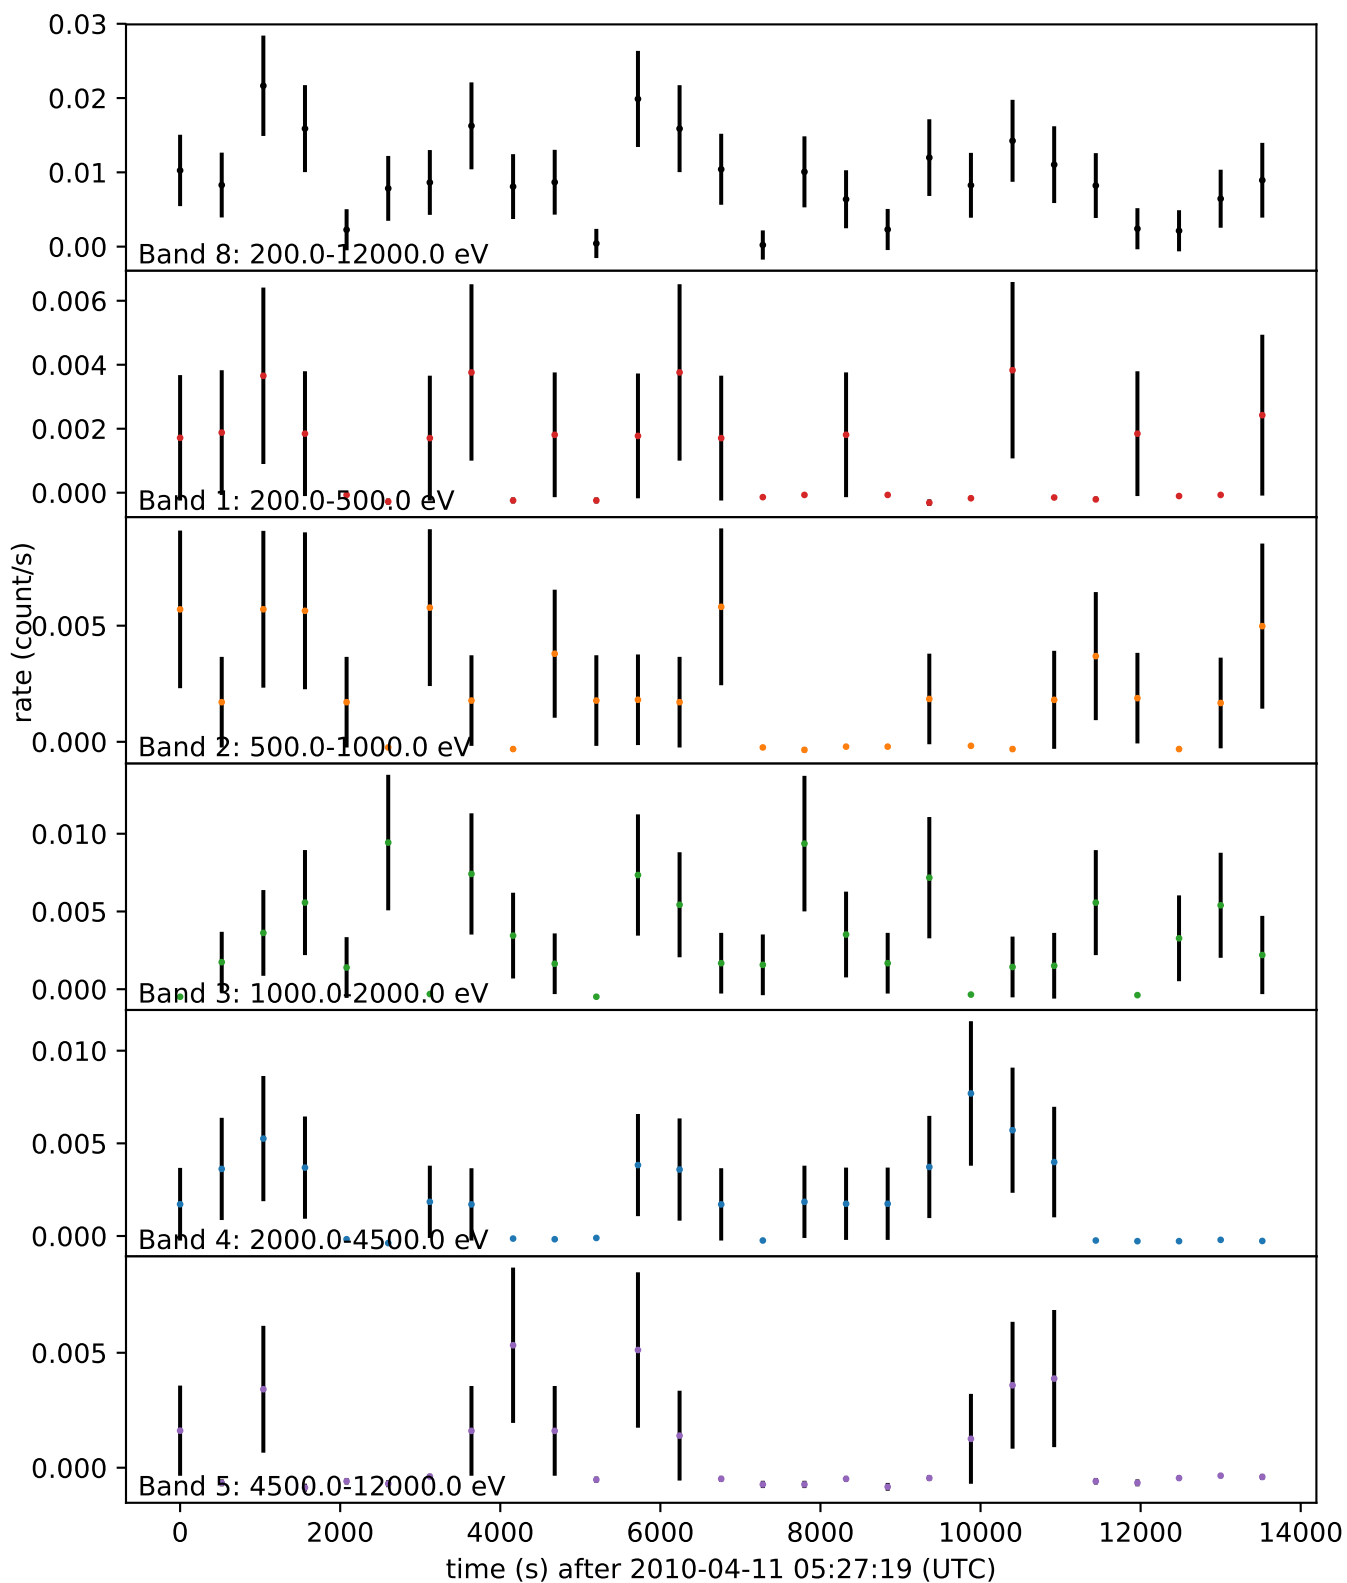 0.03
0.02
0.01
0.00
Band 8: 200.0-12000.0 eV
0.006
0.004
0.002
0.000
Band 1: 200.0-500.0 eV
rate (count/s)
0.005
0.000
Band 2: 500.0-1000.0 eV
0.010
0.005
0.000
Band 3: 1000.0-2000.0 eV
0.010
0.005
0.000
Band 4: 2000.0-4500.0 eV
0.005
0.000
Band 5: 4500.0-12000.0 eV
0 2000 4000 6000 8000 10000 12000 14000
time (s) after 2010-04-11 05:27:19 (UTC)